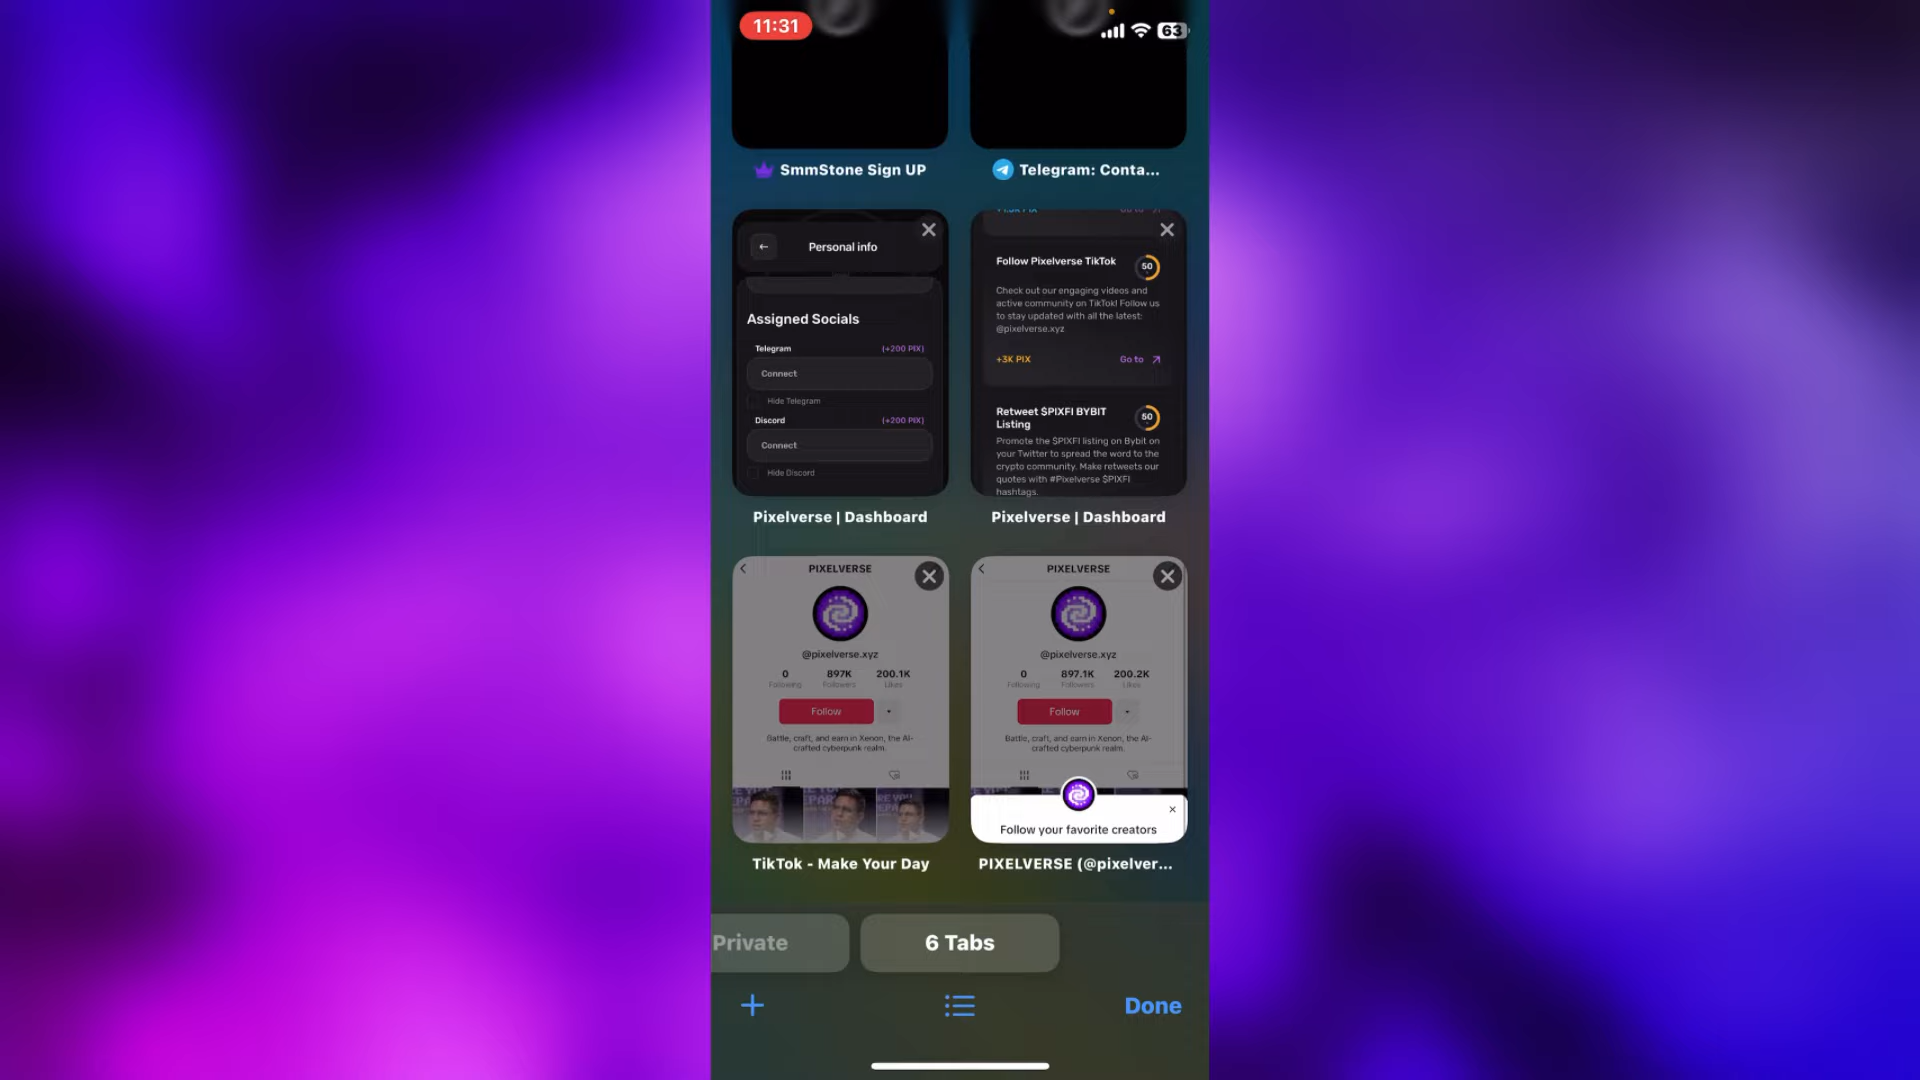 11:31
63
SmmStone Sign UP
Telegram: Conta...
Personal info
Assigned Socials
Telegram
(+200 PIX)
Connect
Hide Telegram
Discord
(+200 PIX)
Connect
Hide Discord
Pixelverse | Dashboard
Follow Pixelverse TikTok
50
Check out our engaging videos and
active community on TikTok! Follow us
to stay updated with all the latest:
@pixelverse.xyz
+3K PIX
Go to
Retweet $PIXFI BYBIT
Listing
50
Promote the $PIXFI listing on Bybit on
your Twitter to spread the word to the
crypto community. Make retweets our
quotes with #Pixelverse $PIXFI
hashtags.
Pixelverse | Dashboard
PIXELVERSE
@pixelverse.xyz
0
897K
200.1K
Following
Followers
Likes
Follow
Battle, craft, and earn in Xenon, the AI-
crafted cyberpunk realm.
TikTok - Make Your Day
PIXELVERSE
@pixelverse.xyz
0
897.1K
200.2K
Following
Followers
Likes
Follow
Battle, craft, and earn in Xenon, the AI-
crafted cyberpunk realm.
Follow your favorite creators
PIXELVERSE (@pixelver...
Private
6 Tabs
Done